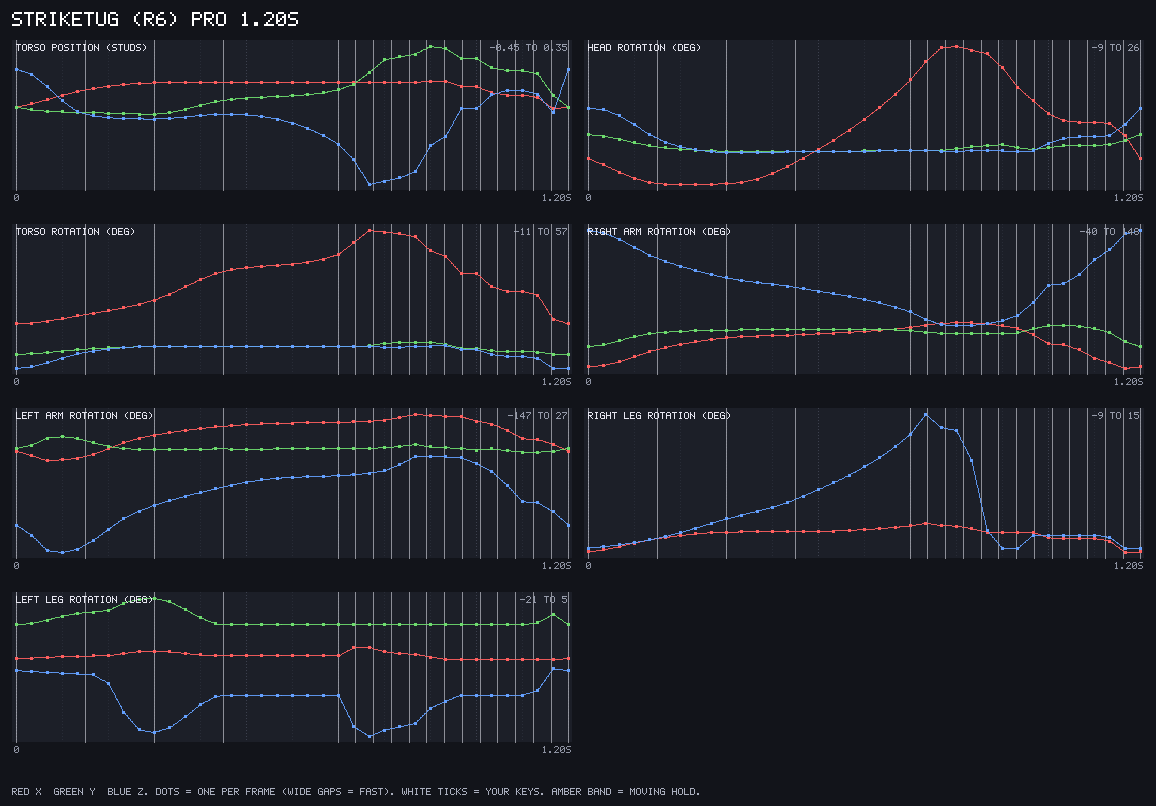 STRIKETUG (R6) PRO 1.20S
TORSO POSITION (STUDS) -0.45 TO 0.35
0 1.20S
HEAD ROTATION (DEG) -9 TO 26
0 1.20S
TORSO ROTATION (DEG) -11 TO 57
0 1.20S
RIGHT ARM ROTATION (DEG) -40 TO 148
0 1.20S
LEFT ARM ROTATION (DEG) -147 TO 27
0 1.20S
RIGHT LEG ROTATION (DEG) -9 TO 15
0 1.20S
LEFT LEG ROTATION (DEG) -21 TO 5
0 1.20S
RED X GREEN Y BLUE Z. DOTS = ONE PER FRAME (WIDE GAPS = FAST). WHITE TICKS = YOUR KEYS. AMBER BAND = MOVING HOLD.